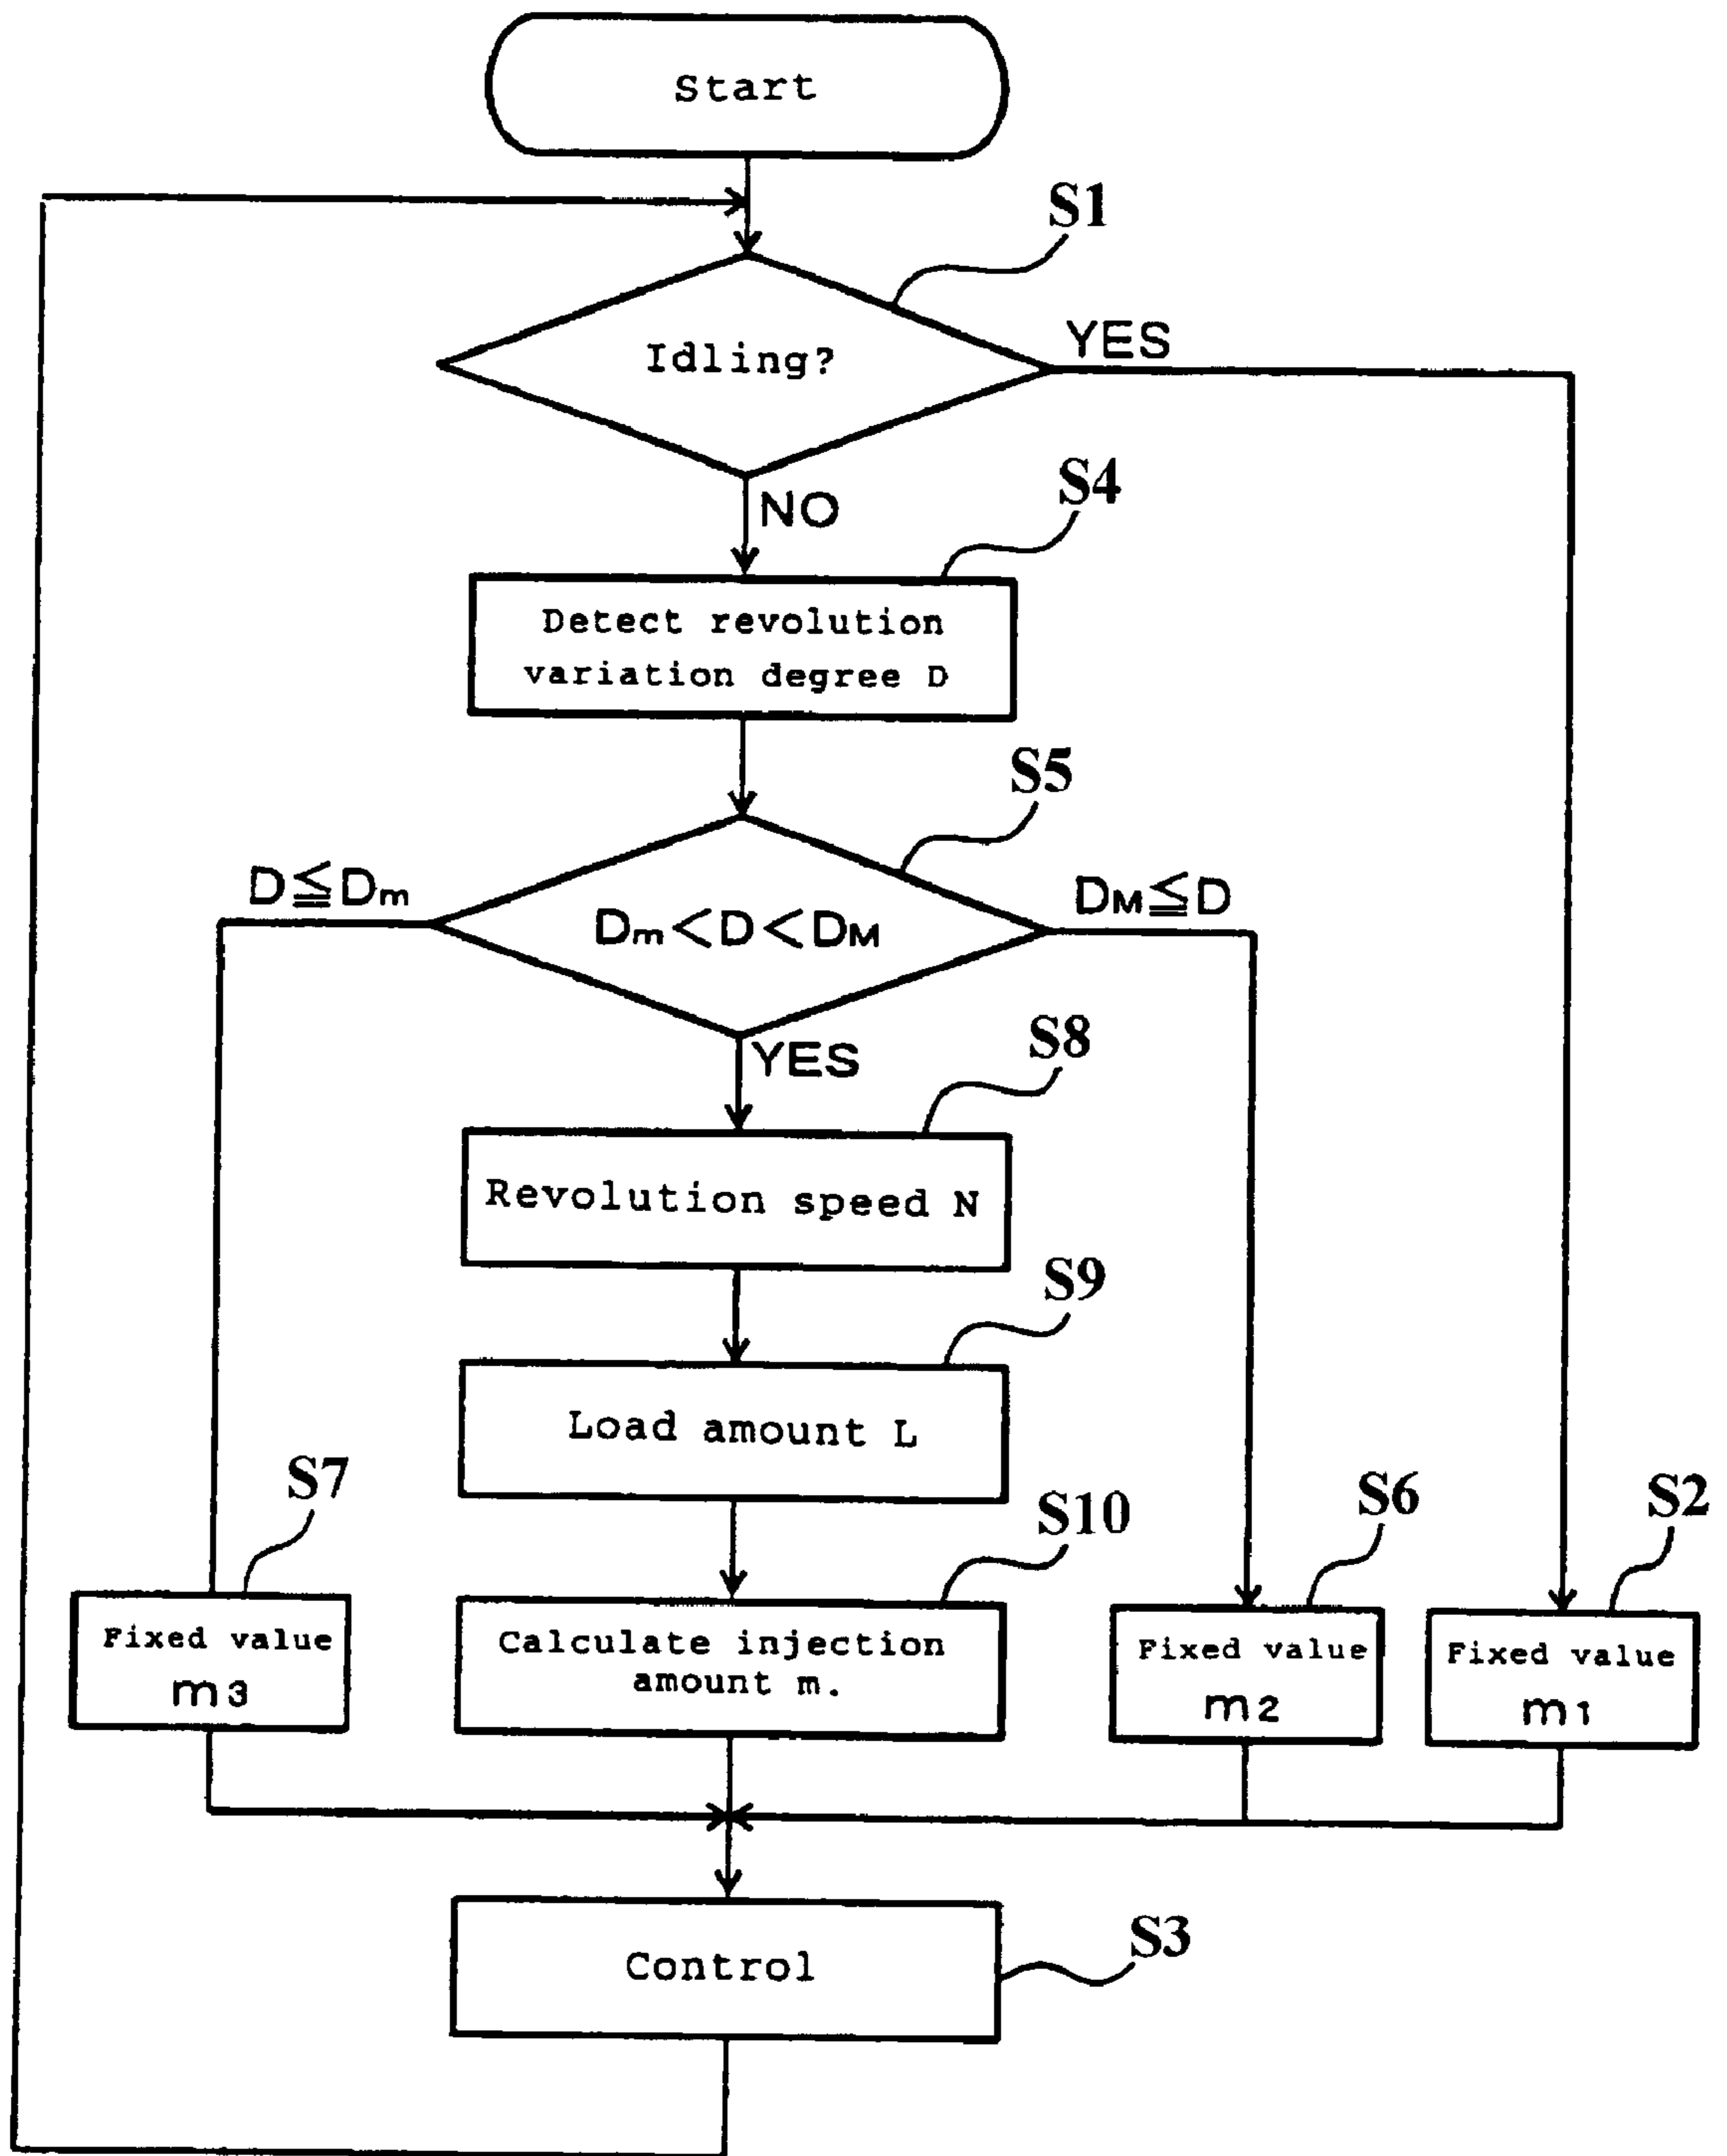 Start
S1
Idling?
YES
NO
S4
Detect revolution
variation degree D
S5
D≦Dm
Dm<D<DM
DM≦D
YES
S8
Revolution speed N
S9
Load amount L
S7
Fixed value
m3
S10
Calculate injection
amount m.
S6
Fixed value
m2
S2
Fixed value
m1
Control
S3